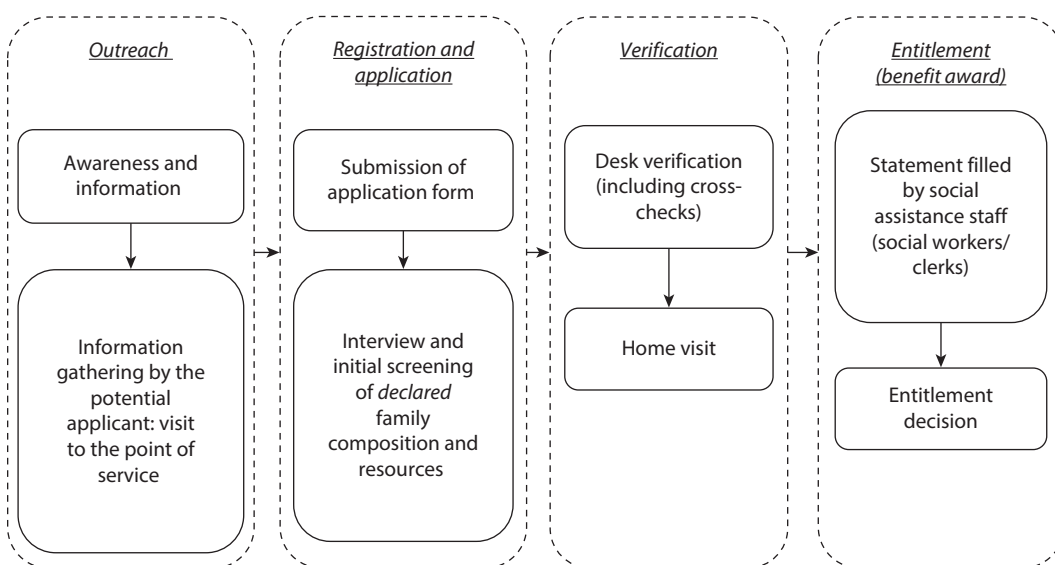 Outreach
Awareness and
information
Information
gathering by the
potential
applicant: visit
to the point of
service
Registration and
application
Submission of
application form
Interview and
initial screening
of declared
family
composition and
resources
Verification
Desk verification
(including cross-
checks)
Home visit
Entitlement
(benefit award)
Statement filled
by social
assistance staff
(social workers/
clerks)
Entitlement
decision